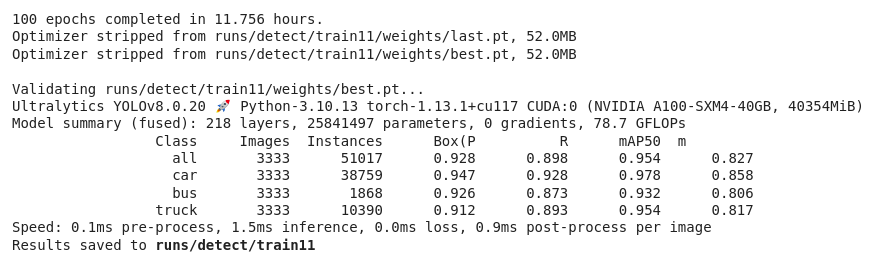 100 epochs completed in 11.756 hours.
Optimizer stripped from runs/detect/train11/weights/last.pt, 52.0MB
Optimizer stripped from runs/detect/train11/weights/best.pt, 52.0MB
Validating runs/detect/train11/weights/best.pt...
Ultralytics YOLOv8.0.20 🚀 Python-3.10.13 torch-1.13.1+cu117 CUDA:0 (NVIDIA A100-SXM4-40GB, 40354MiB)
Model summary (fused): 218 layers, 25841497 parameters, 0 gradients, 78.7 GFLOPs
Class Images Instances Box(P R mAP50 m
all 3333 51017 0.928 0.898 0.954 0.827
car 3333 38759 0.947 0.928 0.978 0.858
bus 3333 1868 0.926 0.873 0.932 0.806
truck 3333 10390 0.912 0.893 0.954 0.817
Speed: 0.1ms pre-process, 1.5ms inference, 0.0ms loss, 0.9ms post-process per image
Results saved to runs/detect/train11